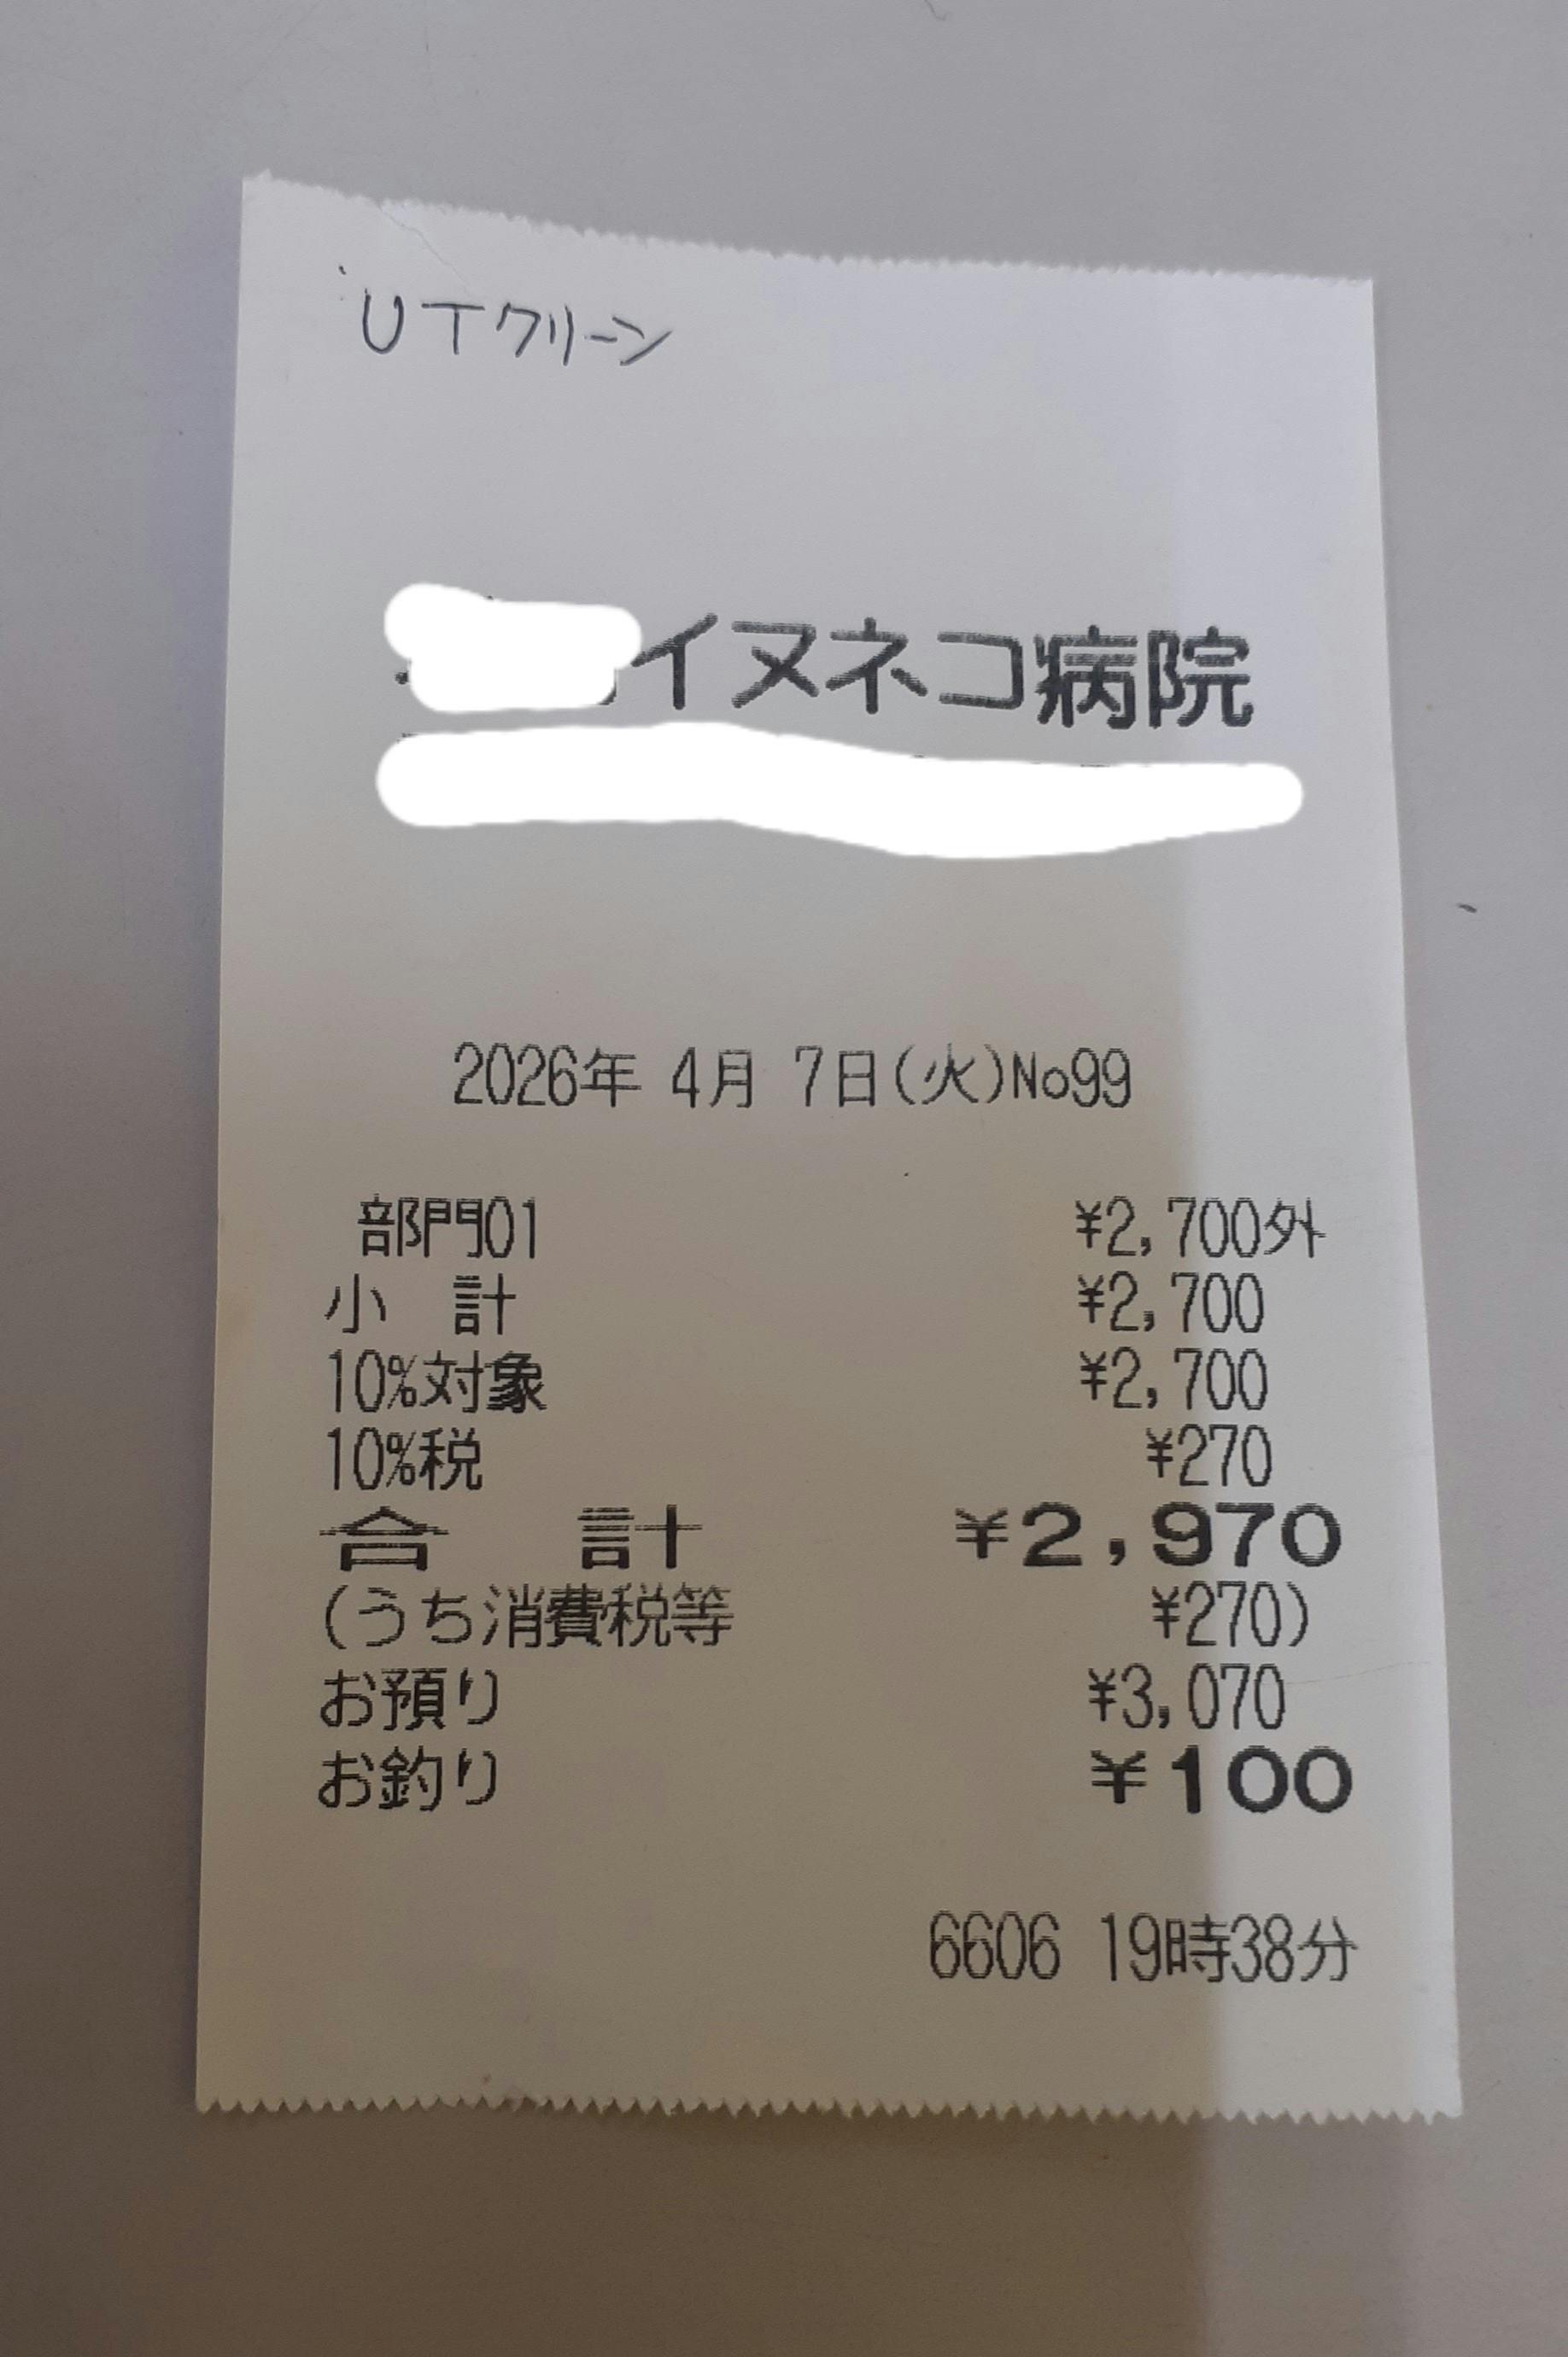 UTクリーン
イヌネコ病院
2026年 4月 7日(火)No99
部門01 ¥2,700外
小 計 ¥2,700
10%対象 ¥2,700
10%税 ¥270
合 計 ¥2,970
(うち消費税等 ¥270)
お預り ¥3,070
お釣り ¥100
6606 19時38分